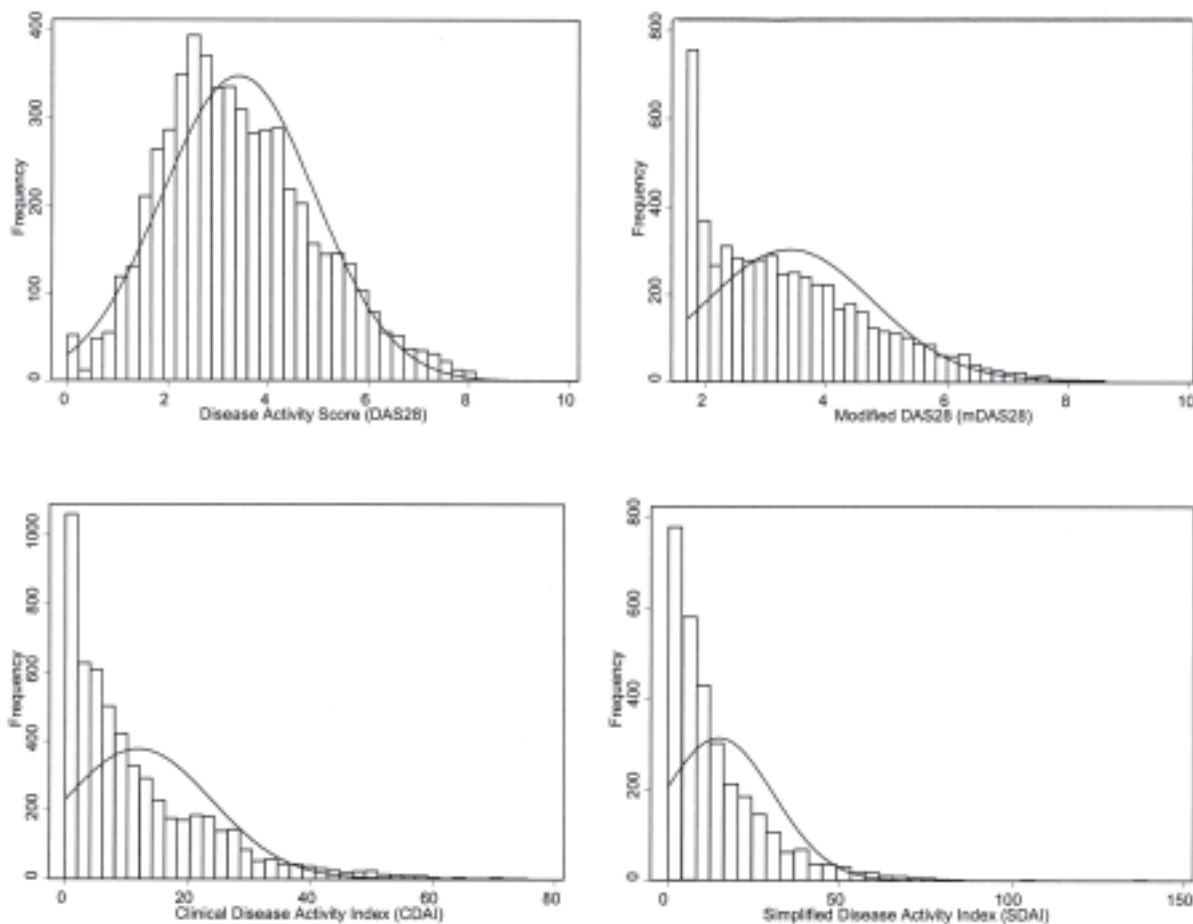 400
300
200
100
0
Frequency
0 2 4 6 8 10
Disease Activity Score (DAS28)
800
600
400
200
0
Frequency
2 4 6 8 10
Modified DAS28 (mDAS28)
1000
800
600
400
200
0
Frequency
0 20 40 60 80
Clinical Disease Activity Index (CDAI)
800
600
400
200
0
Frequency
0 50 100 150
Simplified Disease Activity Index (SDAI)